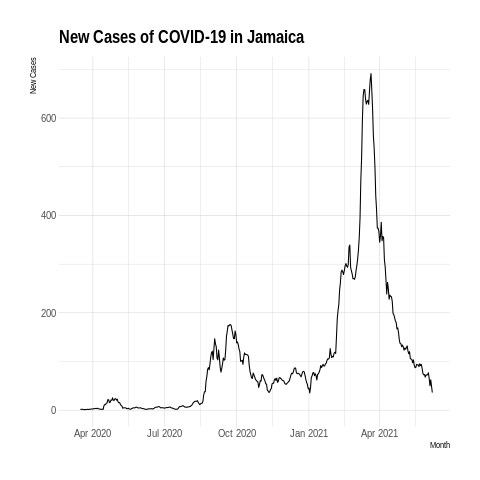 New Cases of COVID-19 in Jamaica
New Cases
600
400
200
0
Apr 2020 Jul 2020 Oct 2020 Jan 2021 Apr 2021
Month